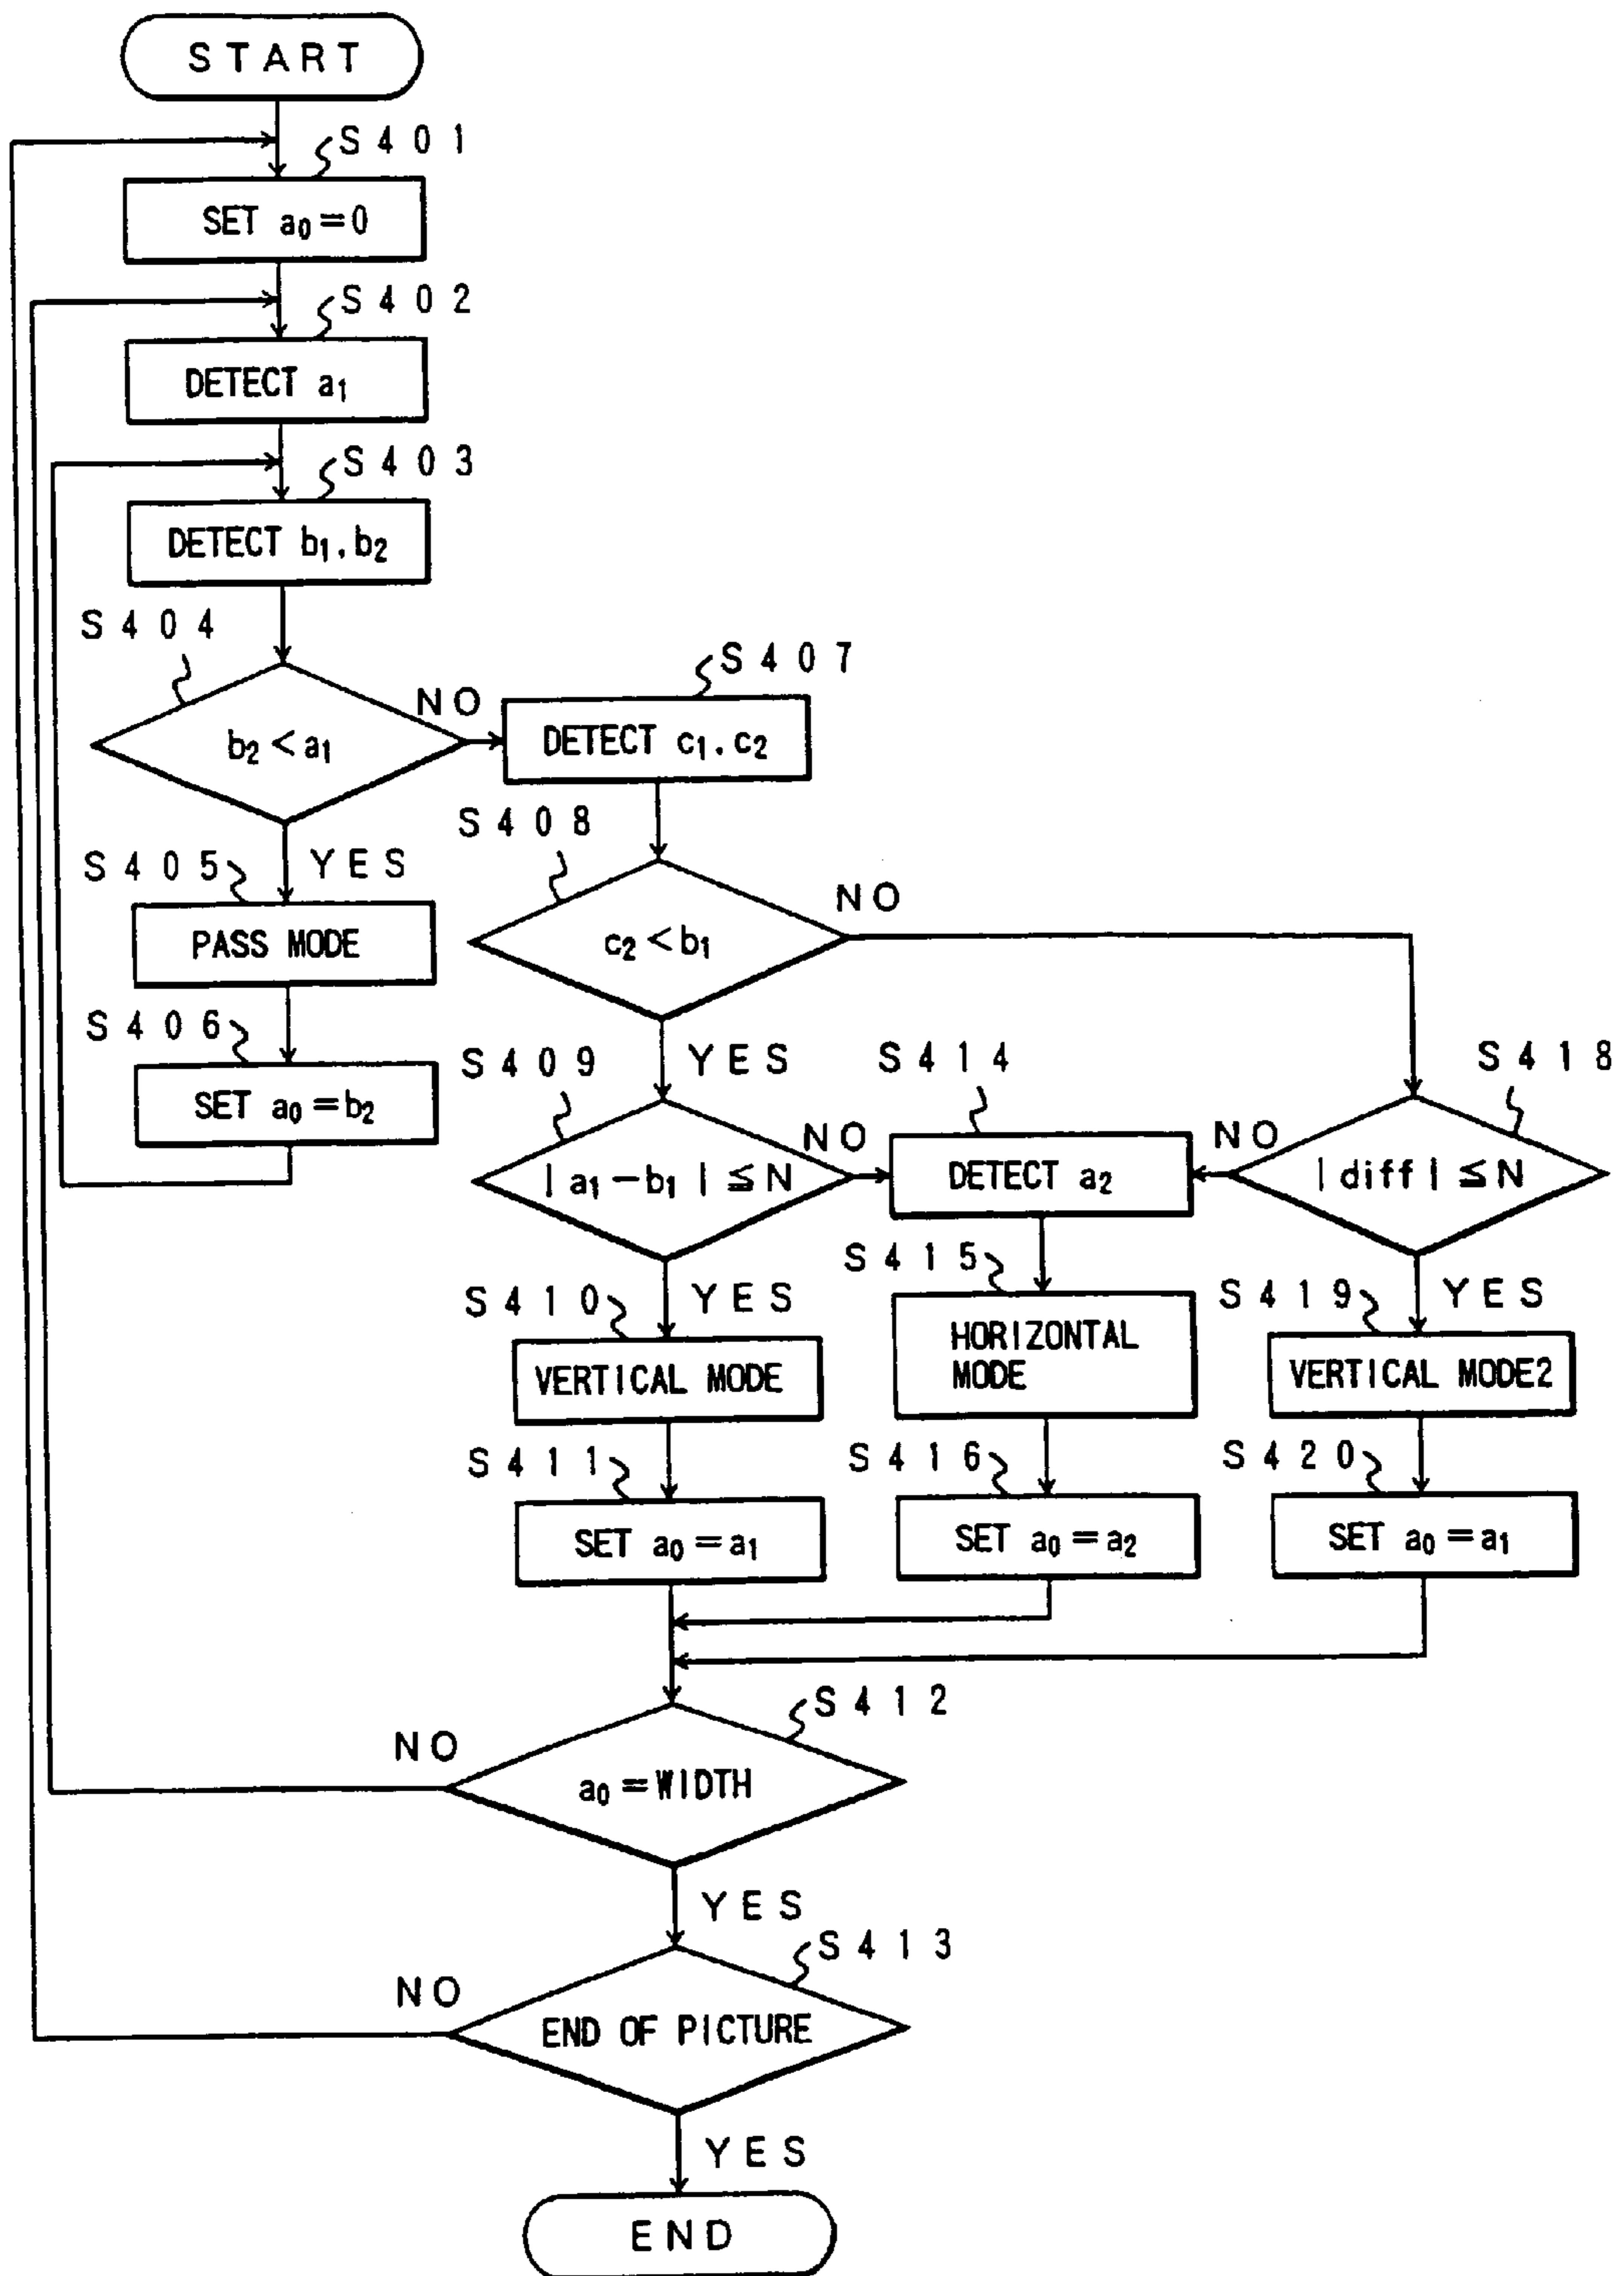 START
S401
SET a₀=0
S402
DETECT a₁
S403
DETECT b₁.b₂
S404
b₂<a₁
NO
S407
DETECT c₁.c₂
YES
S405
PASS MODE
S406
SET a₀=b₂
S408
c₂<b₁
NO
YES
S409
|a₁-b₁|≦N
NO
S414
DETECT a₂
S418
|diff|≦N
NO
YES
S410
VERTICAL MODE
S415
HORIZONTAL
MODE
YES
S419
VERTICAL MODE2
S411
SET a₀=a₁
S416
SET a₀=a₂
S420
SET a₀=a₁
S412
a₀=WIDTH
NO
YES
S413
END OF PICTURE
NO
YES
END